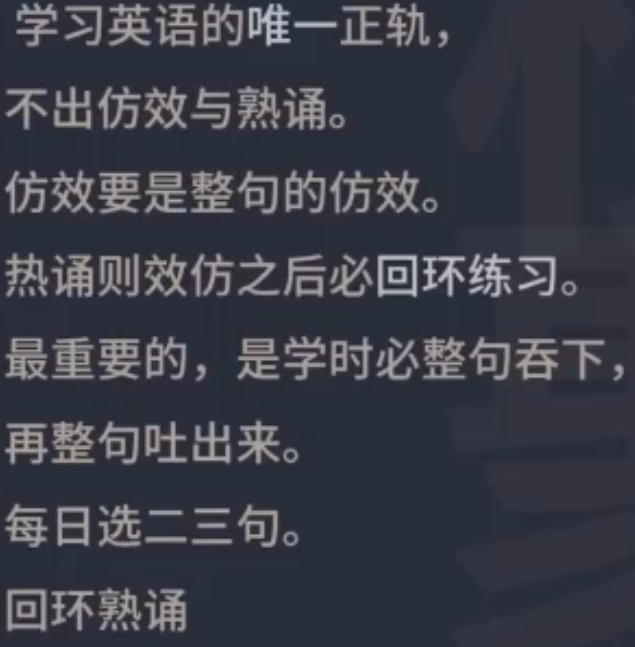 学习英语的唯一正轨，
不出仿效与熟诵。
仿效要是整句的仿效。
热诵则效仿之后必回环练习。
最重要的，是学时必整句吞下，
再整句吐出来。
每日选二三句。
回环熟诵